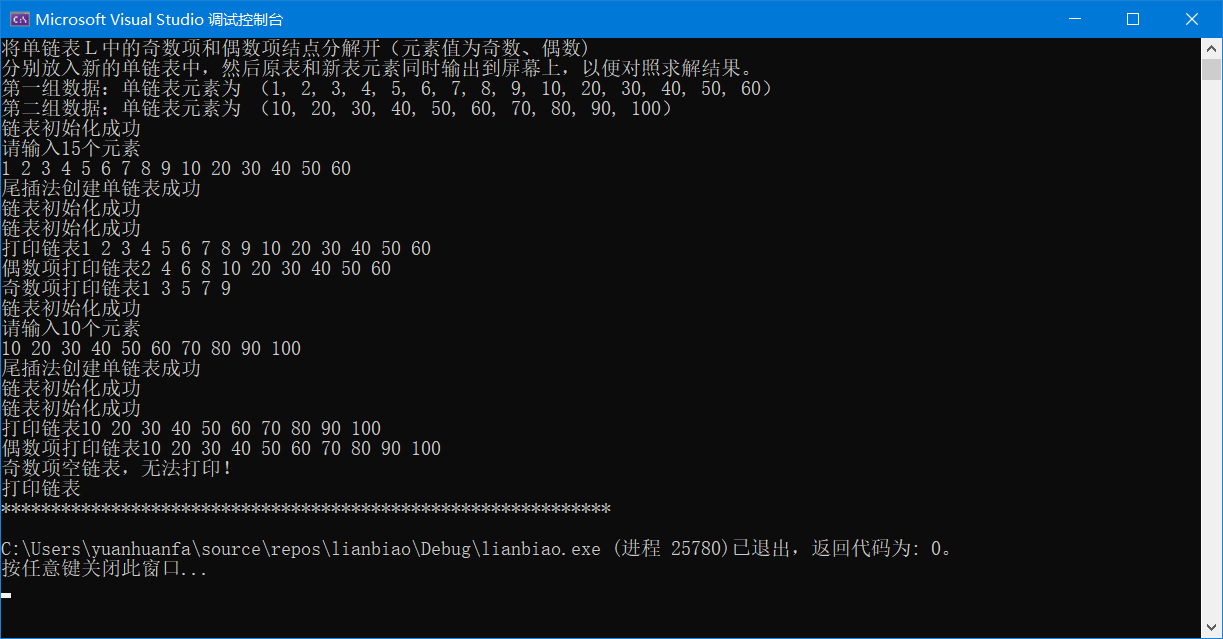 Microsoft Visual Studio 调试控制台
将单链表L中的奇数项和偶数项结点分解开（元素值为奇数、偶数）
分别放入新的单链表中，然后原表和新表元素同时输出到屏幕上，以便对照求解结果。
第一组数据：单链表元素为 （1, 2, 3, 4, 5, 6, 7, 8, 9, 10, 20, 30, 40, 50, 60）
第二组数据：单链表元素为 （10, 20, 30, 40, 50, 60, 70, 80, 90, 100）
链表初始化成功
请输入15个元素
1 2 3 4 5 6 7 8 9 10 20 30 40 50 60
尾插法创建单链表成功
链表初始化成功
链表初始化成功
打印链表1 2 3 4 5 6 7 8 9 10 20 30 40 50 60
偶数项打印链表2 4 6 8 10 20 30 40 50 60
奇数项打印链表1 3 5 7 9
链表初始化成功
请输入10个元素
10 20 30 40 50 60 70 80 90 100
尾插法创建单链表成功
链表初始化成功
链表初始化成功
打印链表10 20 30 40 50 60 70 80 90 100
偶数项打印链表10 20 30 40 50 60 70 80 90 100
奇数项空链表，无法打印！
打印链表
*************************************************************
C:\Users\yuanhuanfa\source\repos\lianbiao\Debug\lianbiao.exe (进程 25780)已退出，返回代码为: 0。
按任意键关闭此窗口...